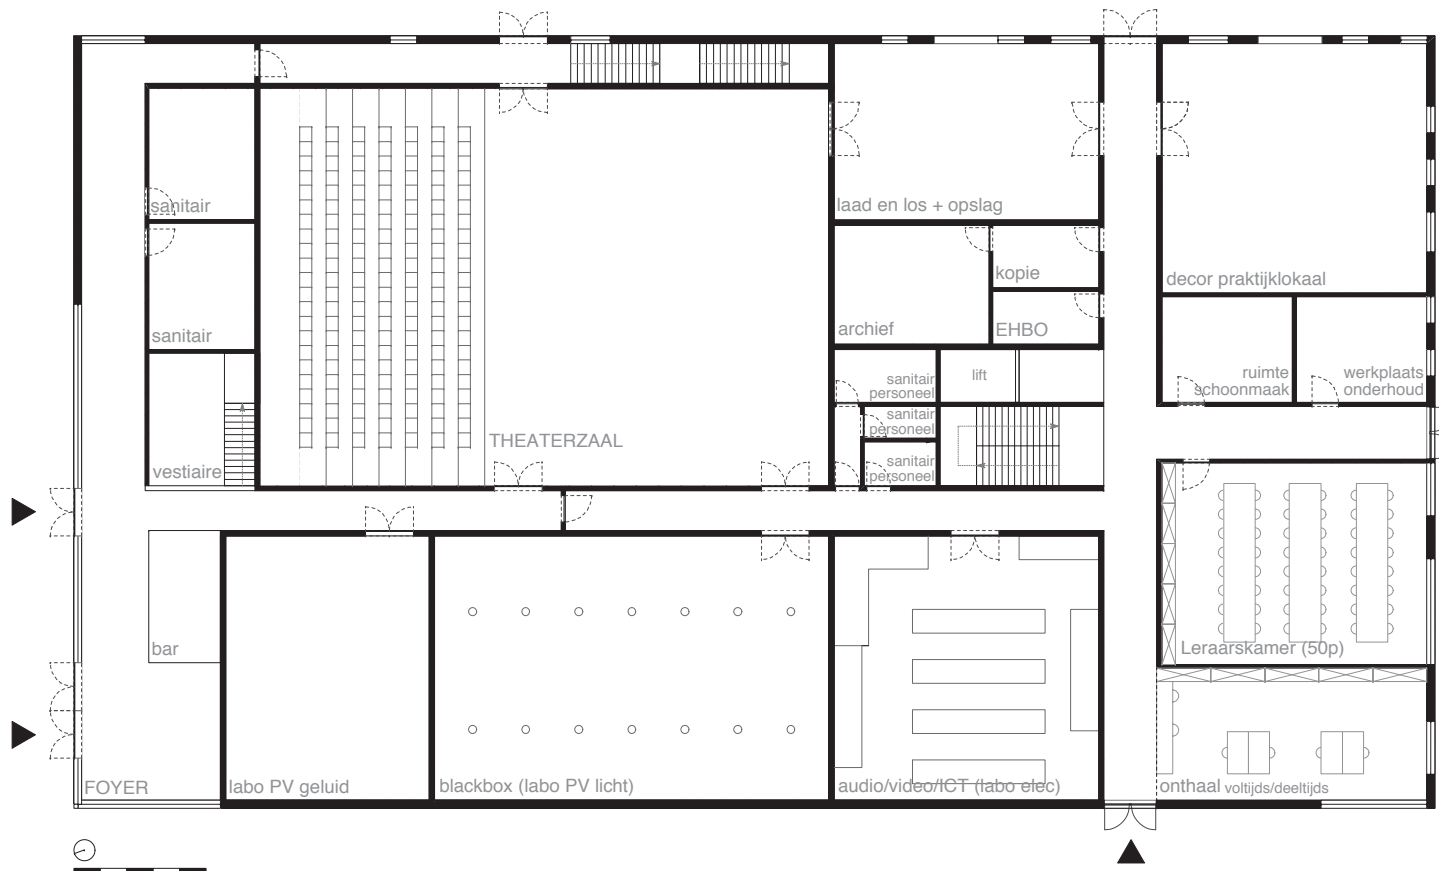 sanitair
laad en los + opslag
kopie
decor praktijklokaal
sanitair
archief
EHBO
sanitair
personeel
lift
ruimte
schoonmaak
werkplaats
onderhoud
sanitair
personeel
THEATERZAAL
vestiaire
sanitair
personeel
bar
Leraarskamer (50p)
FOYER
labo PV geluid
blackbox (labo PV licht)
audio/video/ICT (labo elec)
onthaal voltijds/deeltijds